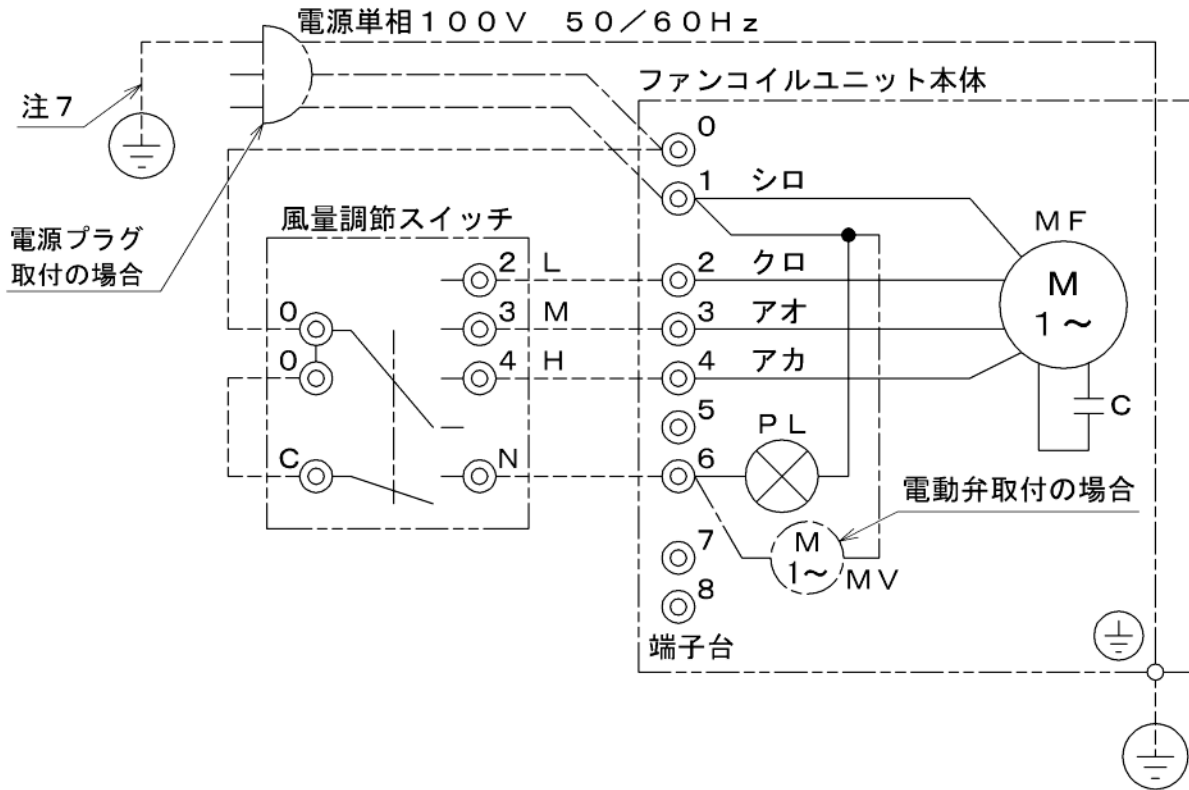 電源単相100V 50/60Hz
注7
電源プラグ
取付の場合
ファンコイルユニット本体
0
1 シロ
風量調節スイッチ
MF
M
1~
2 L
2 クロ
0
3 M
3 アオ
0
4 H
4 アカ
C
5
PL
C
N
6
電動弁取付の場合
7
M
1~
MV
8
端子台